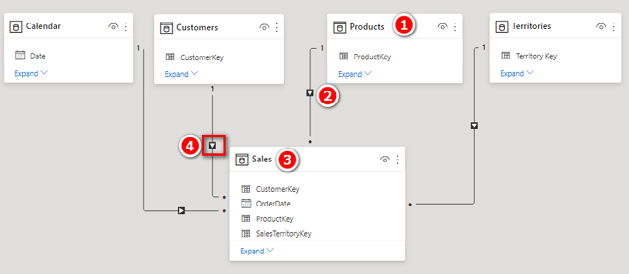 Calendar
Date
Expand
Customers
CustomerKey
Expand
Products
ProductKey
Expand
Territories
Territory Key
Expand
1
1
1
1
1
2
4
Sales
3
CustomerKey
OrderDate
ProductKey
SalesTerritoryKey
Expand
*
*
*
*